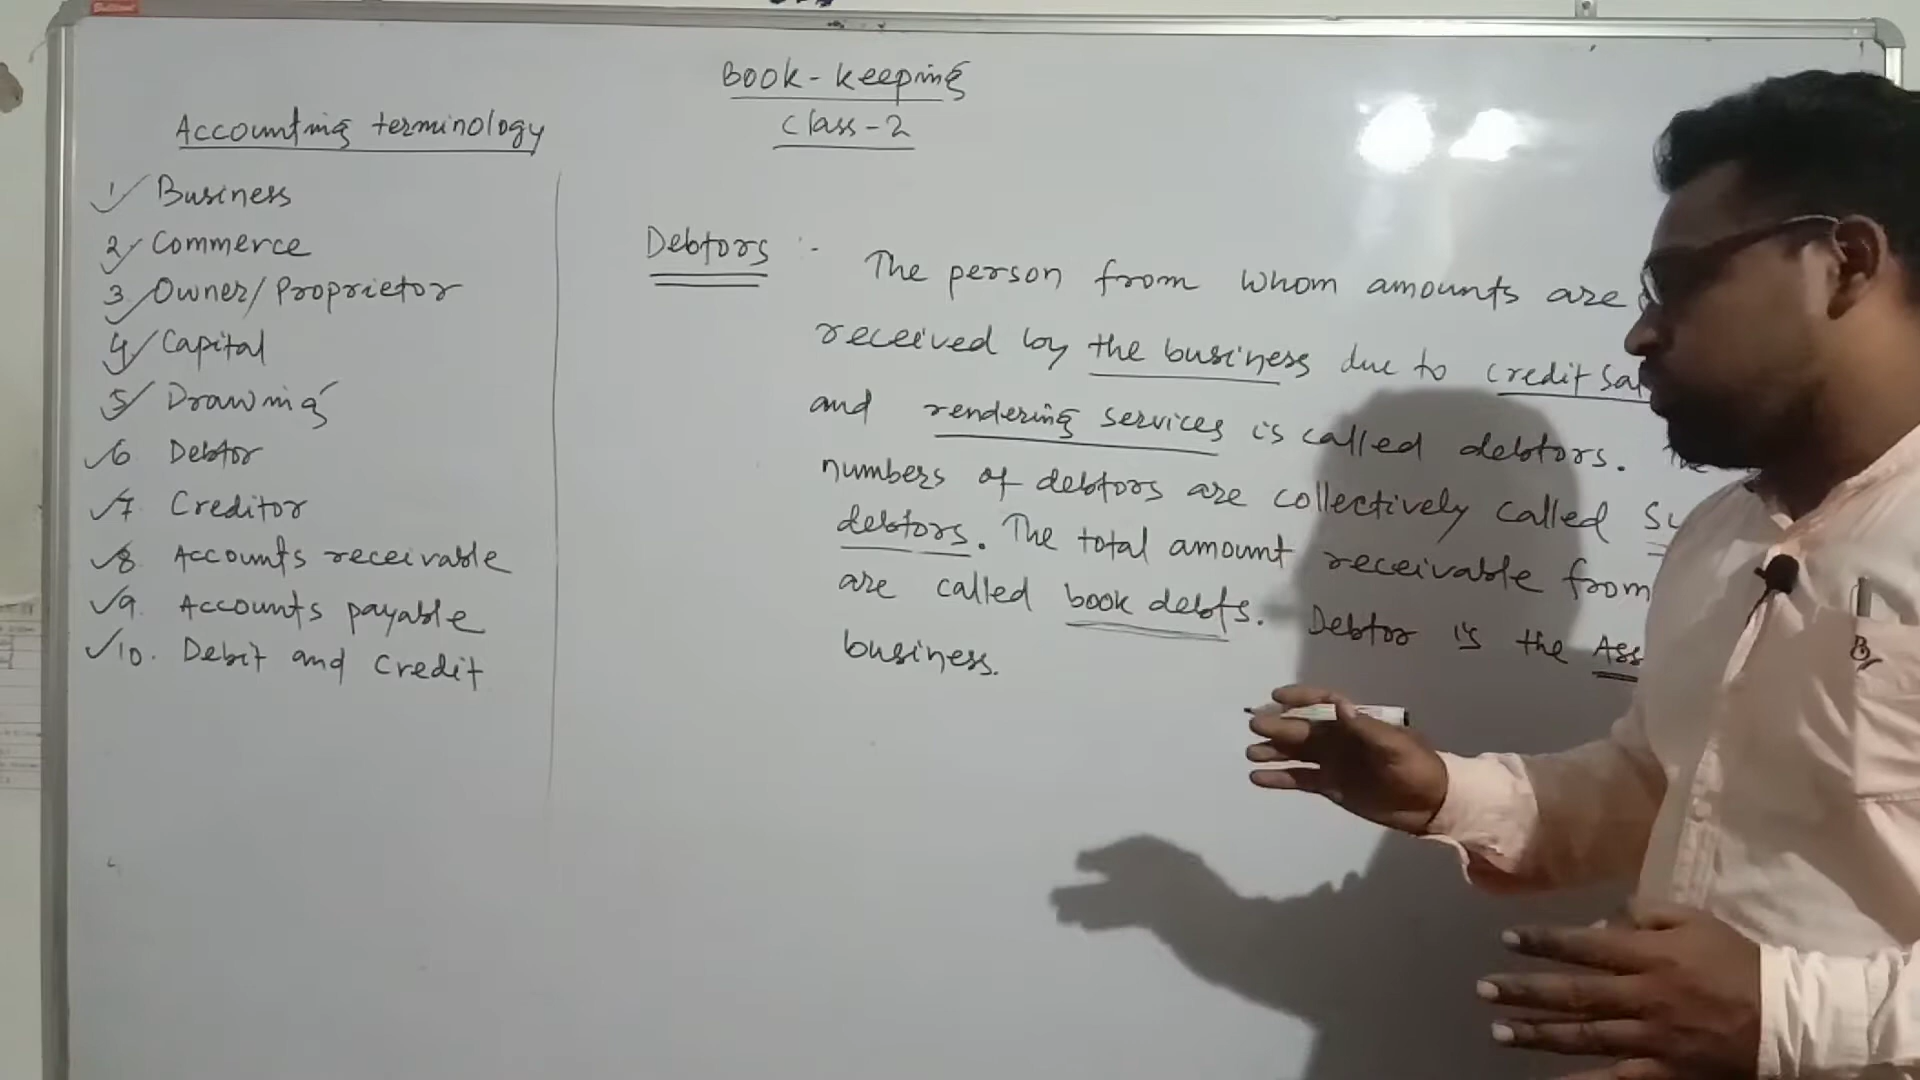 Book-keeping
Class-2
Accounting terminology
1 Business
2 Commerce
3 Owner/Proprietor
4 Capital
5 Drawing
6 Debtor
7. Creditor
8. Accounts receivable
9. Accounts payable
10. Debit and Credit
Debtors :-
The person from whom amounts are
received by the business due to credit
and rendering services is called debtors.
numbers of debtors are collectively called
debtors. The total amount receivable from
are called book debts. Debtor is the
business.